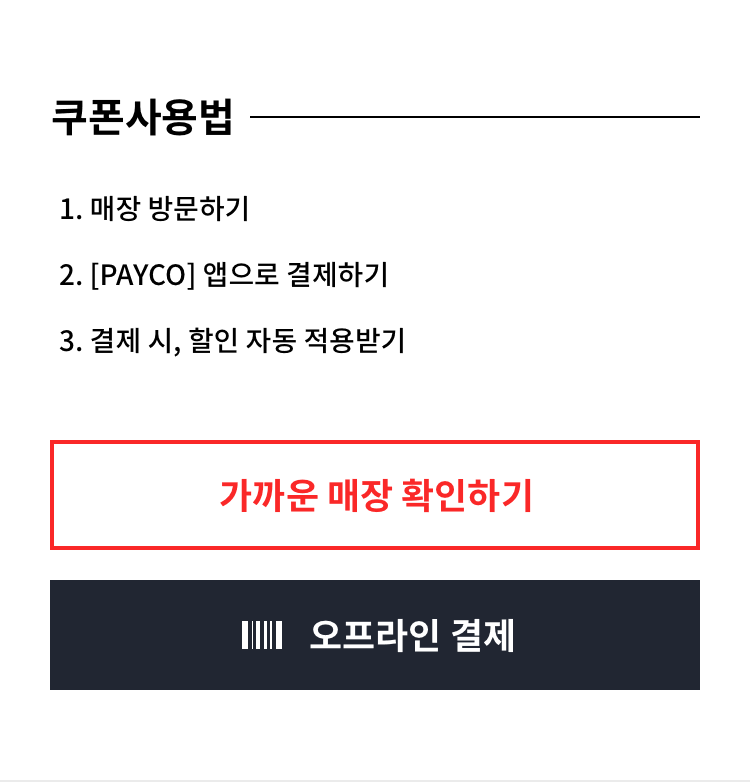 쿠폰사용법
1. 매장 방문하기
2. [PAYCO] 앱으로 결제하기
3. 결제 시, 할인 자동 적용받기
가까운 매장 확인하기
오프라인 결제